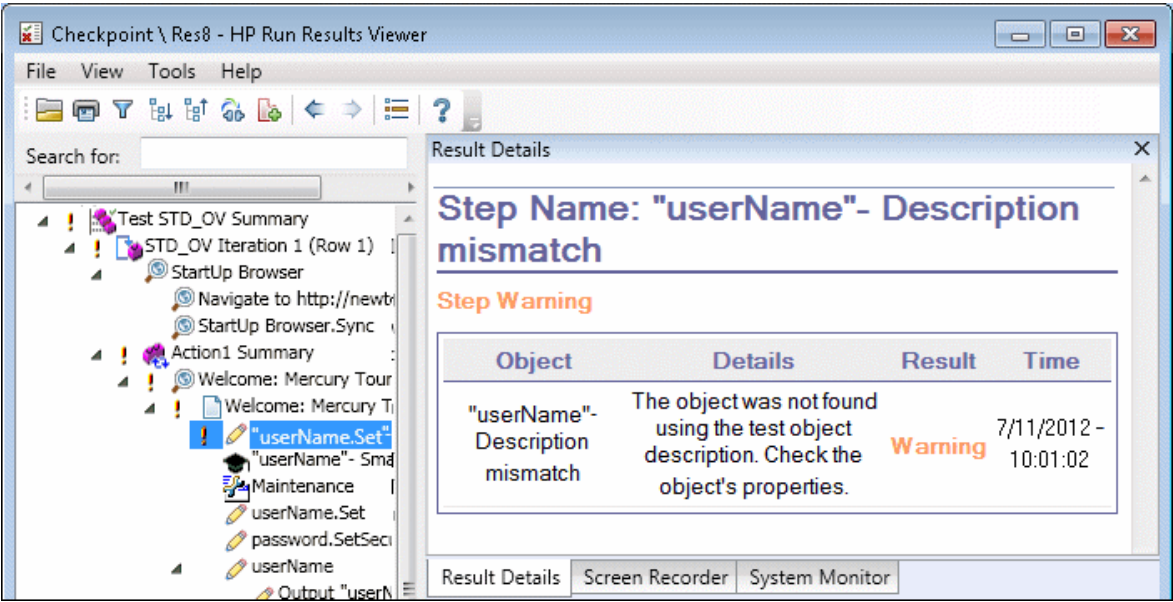 Checkpoint \ Res8 - HP Run Results Viewer
File View Tools Help
Search for:
Test STD_OV Summary
STD_OV Iteration 1 (Row 1)
StartUp Browser
Navigate to http://newt
StartUp Browser.Sync
Action1 Summary
Welcome: Mercury Tour
Welcome: Mercury T
"userName.Set"-
"userName"- Sma
Maintenance
userName.Set
password.SetSecu
userName
Output "userN
Result Details
Step Name: "userName"- Description
mismatch
Step Warning
Object Details Result Time
"userName"-
Description
mismatch
The object was not found
using the test object
description. Check the
object's properties.
Warning
7/11/2012 -
10:01:02
Result Details Screen Recorder System Monitor